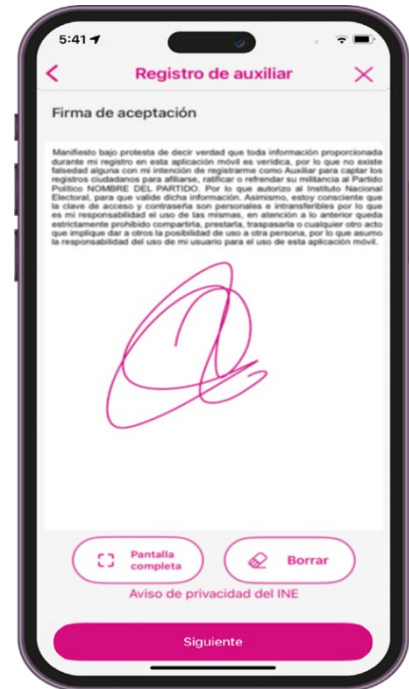 5:41
Registro de auxiliar
Firma de aceptación
Manifiesto bajo protesta de decir verdad que toda información proporcionada
durante mi registro en esta aplicación móvil es verídica, por lo que no existe
falsedad alguna con mi intención de registrarme como Auxiliar para captar los
registros ciudadanos para afiliarse, ratificar o refrendar su militancia al Partido
Político NOMBRE DEL PARTIDO. Por lo que autorizo al Instituto Nacional
Electoral, para que valide dicha información. Asimismo, estoy consciente que
la clave de acceso y contraseña son personales e intransferibles por lo que
es mi responsabilidad el uso de las mismas, en atención a lo anterior queda
estrictamente prohibido compartirla, prestarla, traspasarla o cualquier otro acto
que implique dar a otros la posibilidad de uso a otra persona, por lo que asumo
la responsabilidad del uso de mi usuario para el uso de esta aplicación móvil.
Pantalla
completa
Borrar
Aviso de privacidad del INE
Siguiente